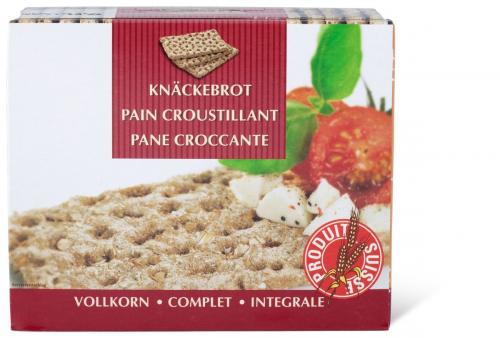 KNÄCKEBROT
PAIN CROUSTILLANT
PANE CROCCANTE
PRODUIT SUISSE
VOLLKORN • COMPLET • INTEGRALE